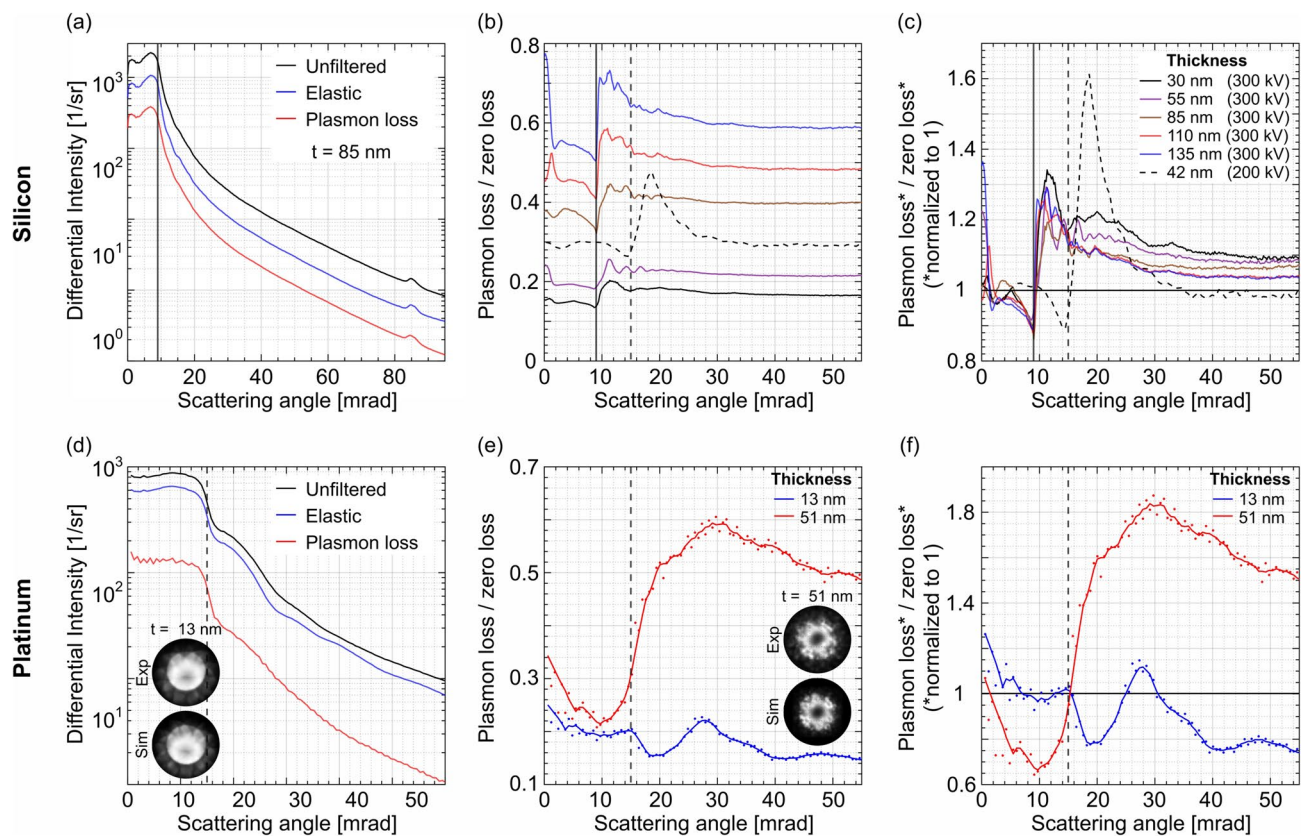 Silicon
(a)
Differential Intensity [1/sr]
10³
10²
10¹
10⁰
Unfiltered
Elastic
Plasmon loss
t = 85 nm
0 20 40 60 80
Scattering angle [mrad]
(b)
Plasmon loss / zero loss
0.8
0.6
0.4
0.2
0
0 10 20 30 40 50
Scattering angle [mrad]
(c)
Plasmon loss* / zero loss*
(*normalized to 1)
1.6
1.4
1.2
1
0.8
Thickness
30 nm (300 kV)
55 nm (300 kV)
85 nm (300 kV)
110 nm (300 kV)
135 nm (300 kV)
42 nm (200 kV)
0 10 20 30 40 50
Scattering angle [mrad]
Platinum
(d)
Differential Intensity [1/sr]
10³
10²
10¹
Unfiltered
Elastic
Plasmon loss
t = 13 nm
Exp
Sim
0 10 20 30 40 50
Scattering angle [mrad]
(e)
Plasmon loss / zero loss
0.7
0.5
0.3
0.1
Thickness
13 nm
51 nm
t = 51 nm
Exp
Sim
0 10 20 30 40 50
Scattering angle [mrad]
(f)
Plasmon loss* / zero loss*
(*normalized to 1)
1.8
1.4
1
0.6
Thickness
13 nm
51 nm
0 10 20 30 40 50
Scattering angle [mrad]